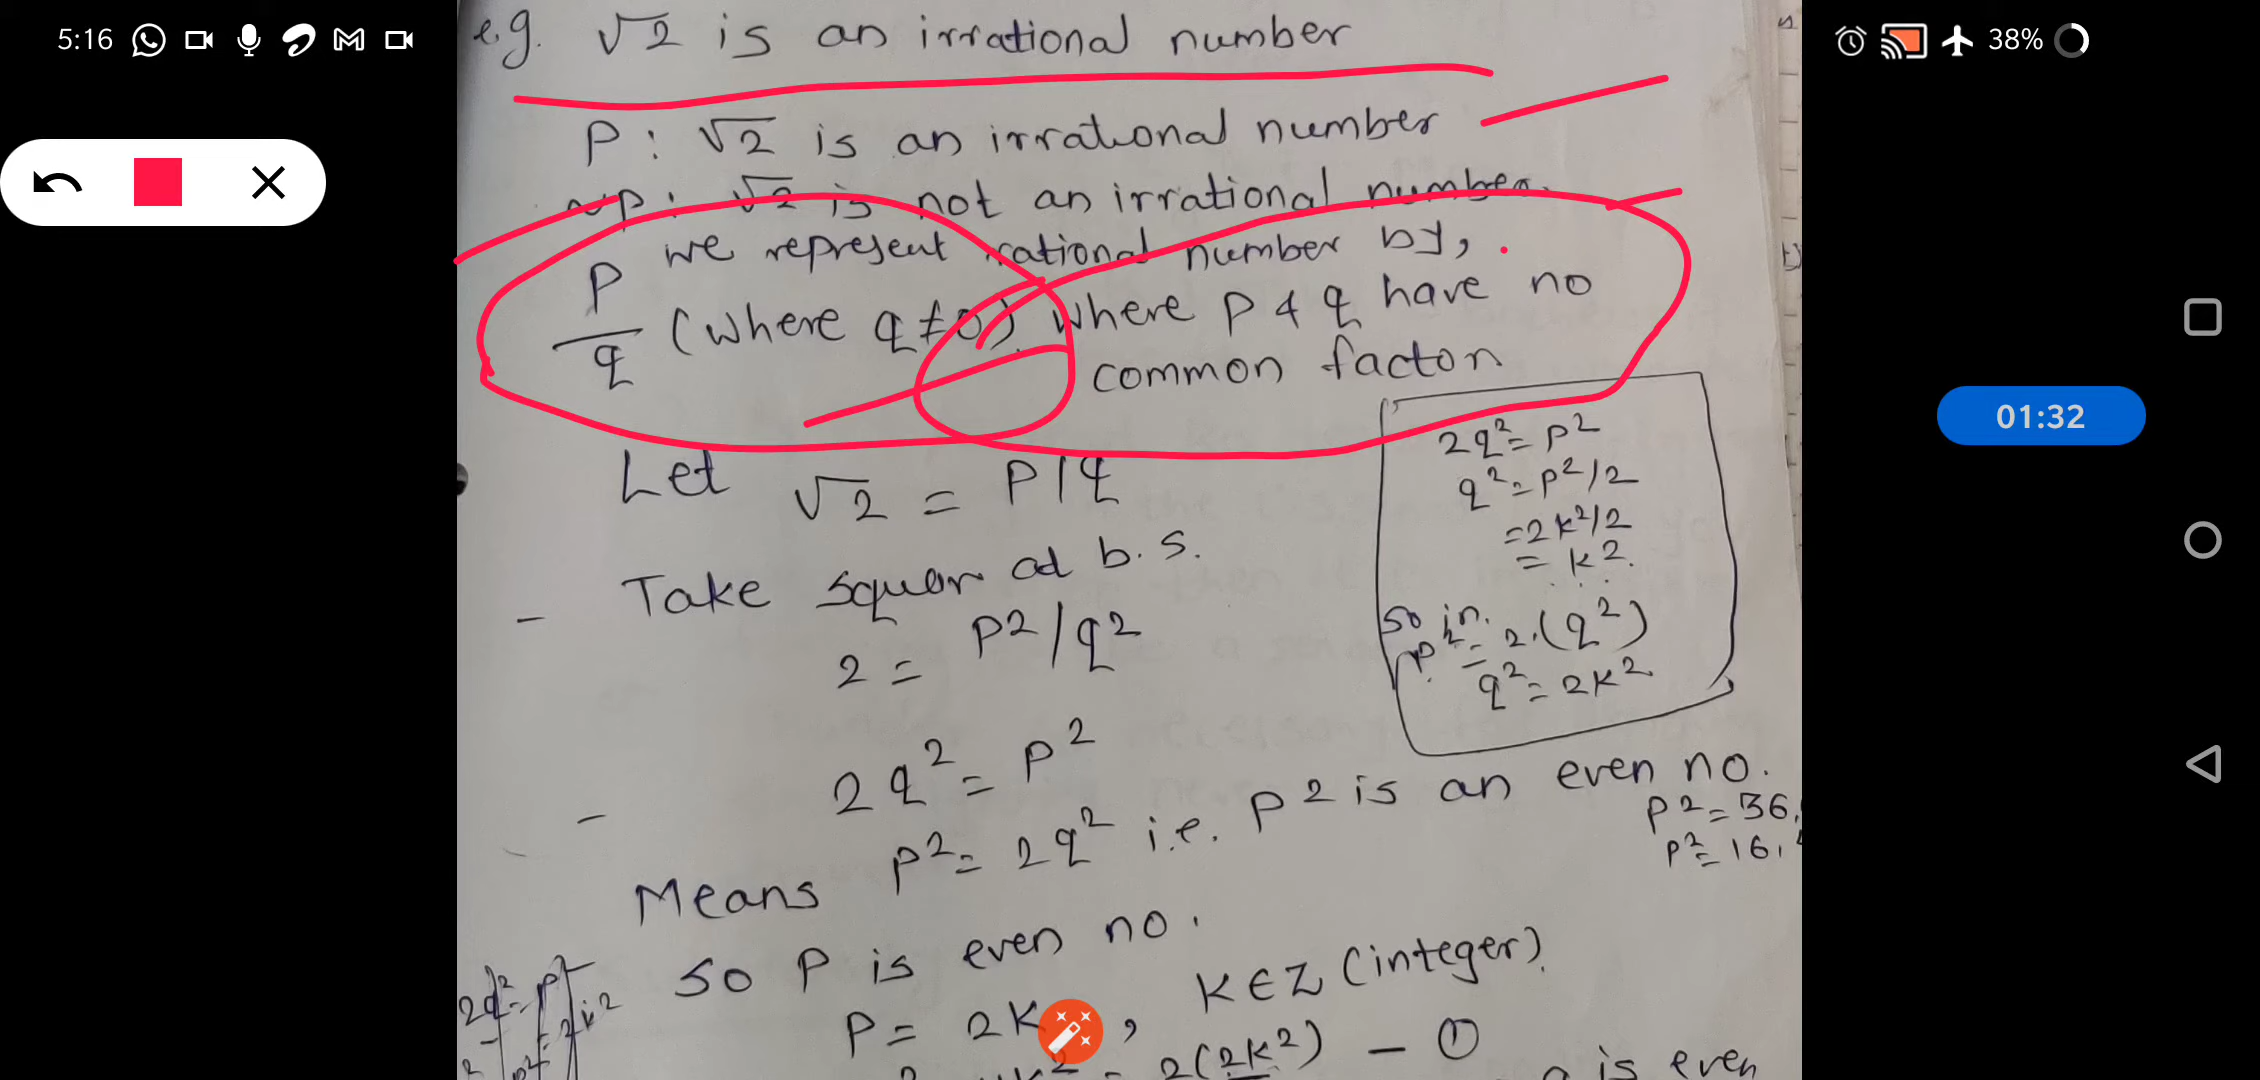 5:16
38%
01:32
e.g. √2 is an irrational number
P : √2 is an irrational number
~p : √2 is not an irrational number.
we represent rational number by,
P/q (where q≠0) where P & q have no
common factor
Let √2 = P/q
Take squar at b.s.
2 = P²/q²
2q² = P²
Means P² = 2q² i.e. P² is an even no.
P² = 36,
P² = 16,
So P is even no.
P = 2K, K∈Z (integer).
2(2K²) — ①
is even
2q² = P²
q² = P²/2
= 2K²/2
= K²
So in.
P² = 2.(q²)
q² = 2K²